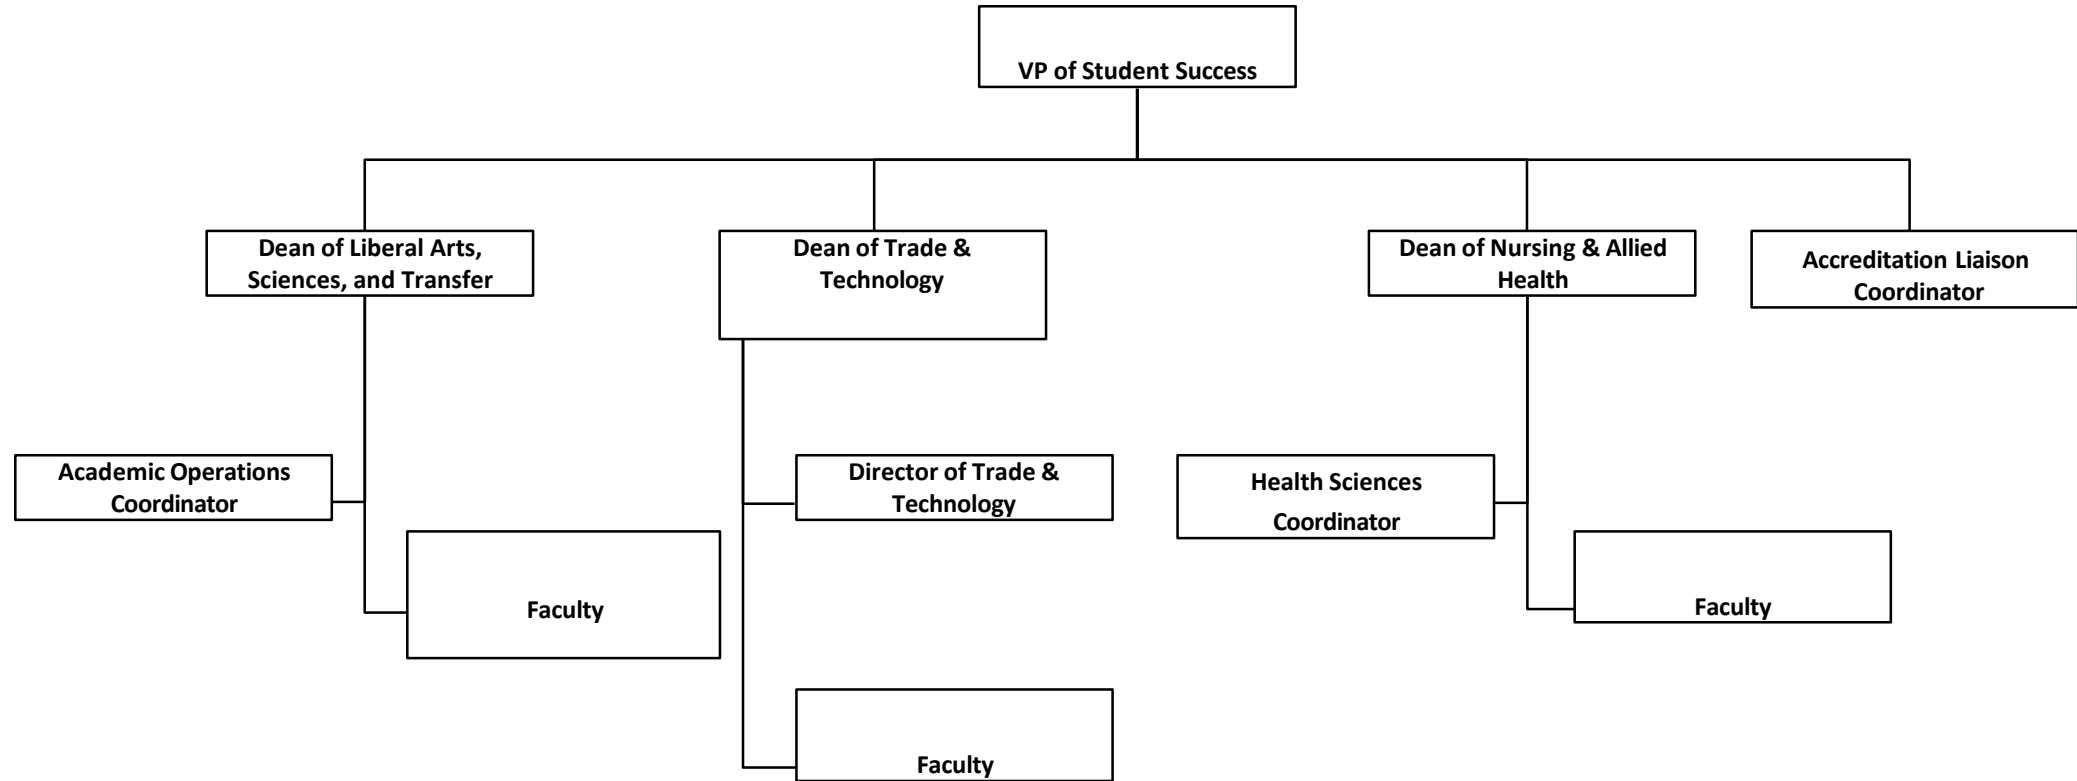 VP of Student Success
Dean of Liberal Arts,
Sciences, and Transfer
Dean of Trade &
Technology
Dean of Nursing & Allied
Health
Accreditation Liaison
Coordinator
Academic Operations
Coordinator
Director of Trade &
Technology
Health Sciences
Coordinator
Faculty
Faculty
Faculty